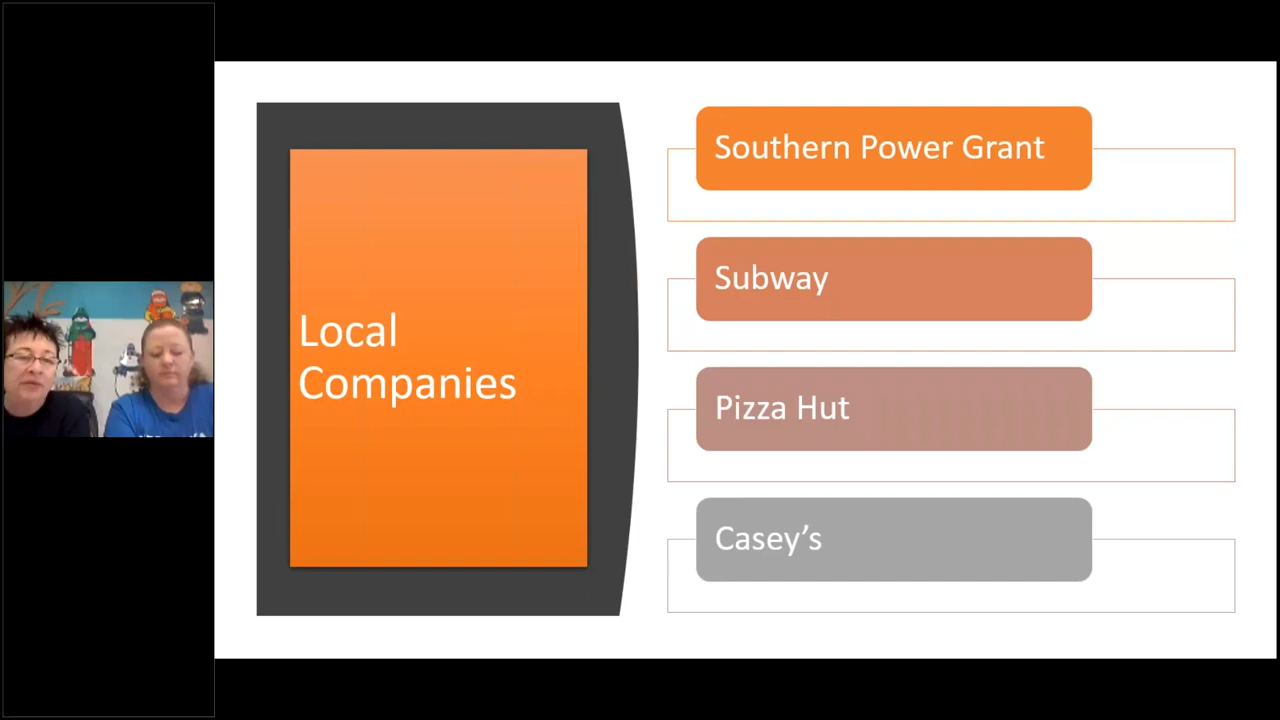 Local
Companies
Southern Power Grant
Subway
Pizza Hut
Casey’s